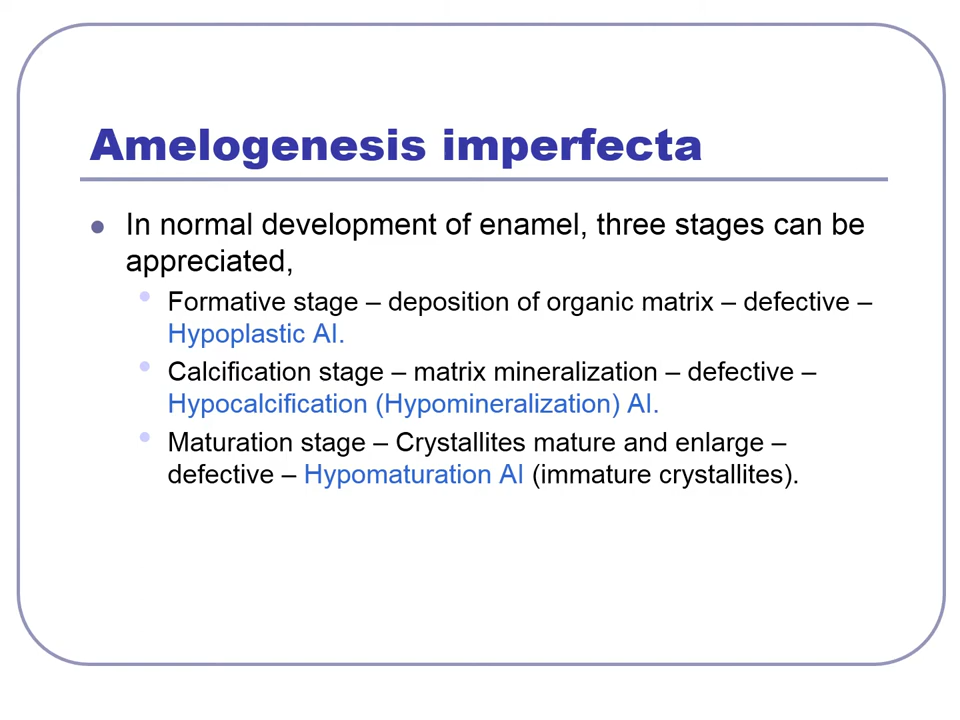 Amelogenesis imperfecta
In normal development of enamel, three stages can be
appreciated,
Formative stage – deposition of organic matrix – defective –
Hypoplastic AI.
Calcification stage – matrix mineralization – defective –
Hypocalcification (Hypomineralization) AI.
Maturation stage – Crystallites mature and enlarge –
defective – Hypomaturation AI (immature crystallites).